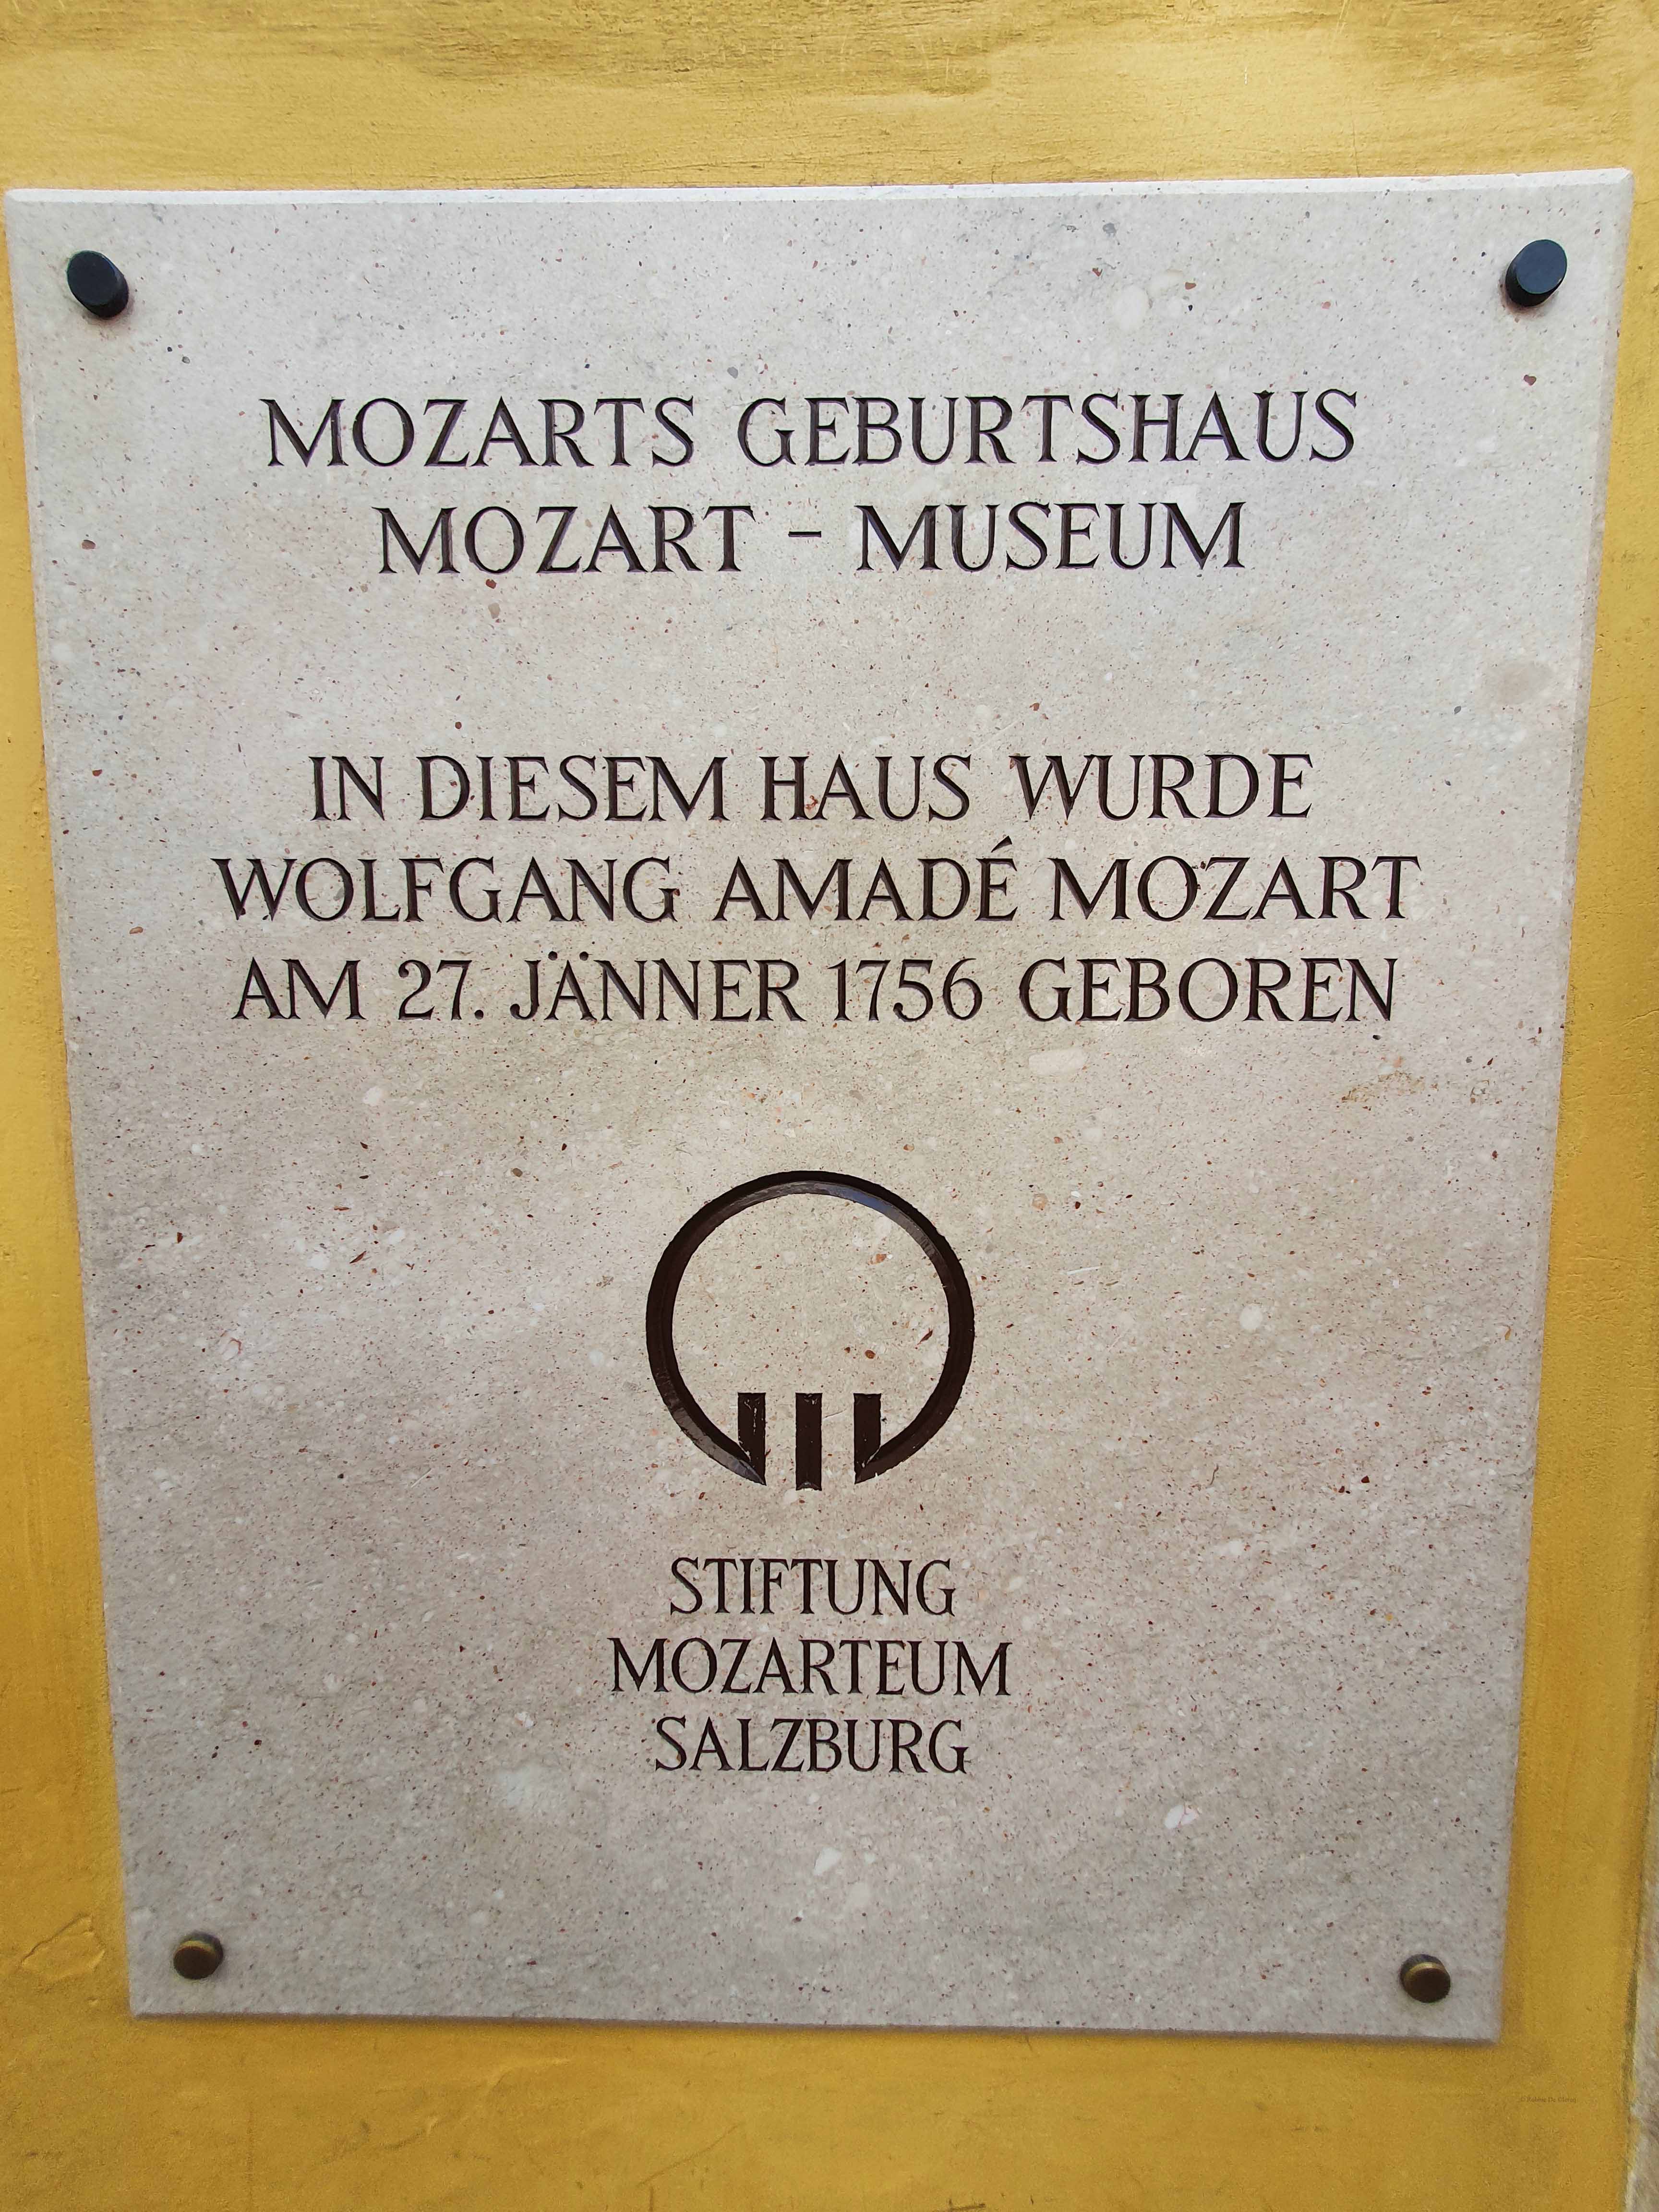 MOZARTS GEBURTSHAUS
MOZART - MUSEUM
IN DIESEM HAUS WURDE
WOLFGANG AMADÉ MOZART
AM 27. JÄNNER 1756 GEBOREN
STIFTUNG
MOZARTEUM
SALZBURG